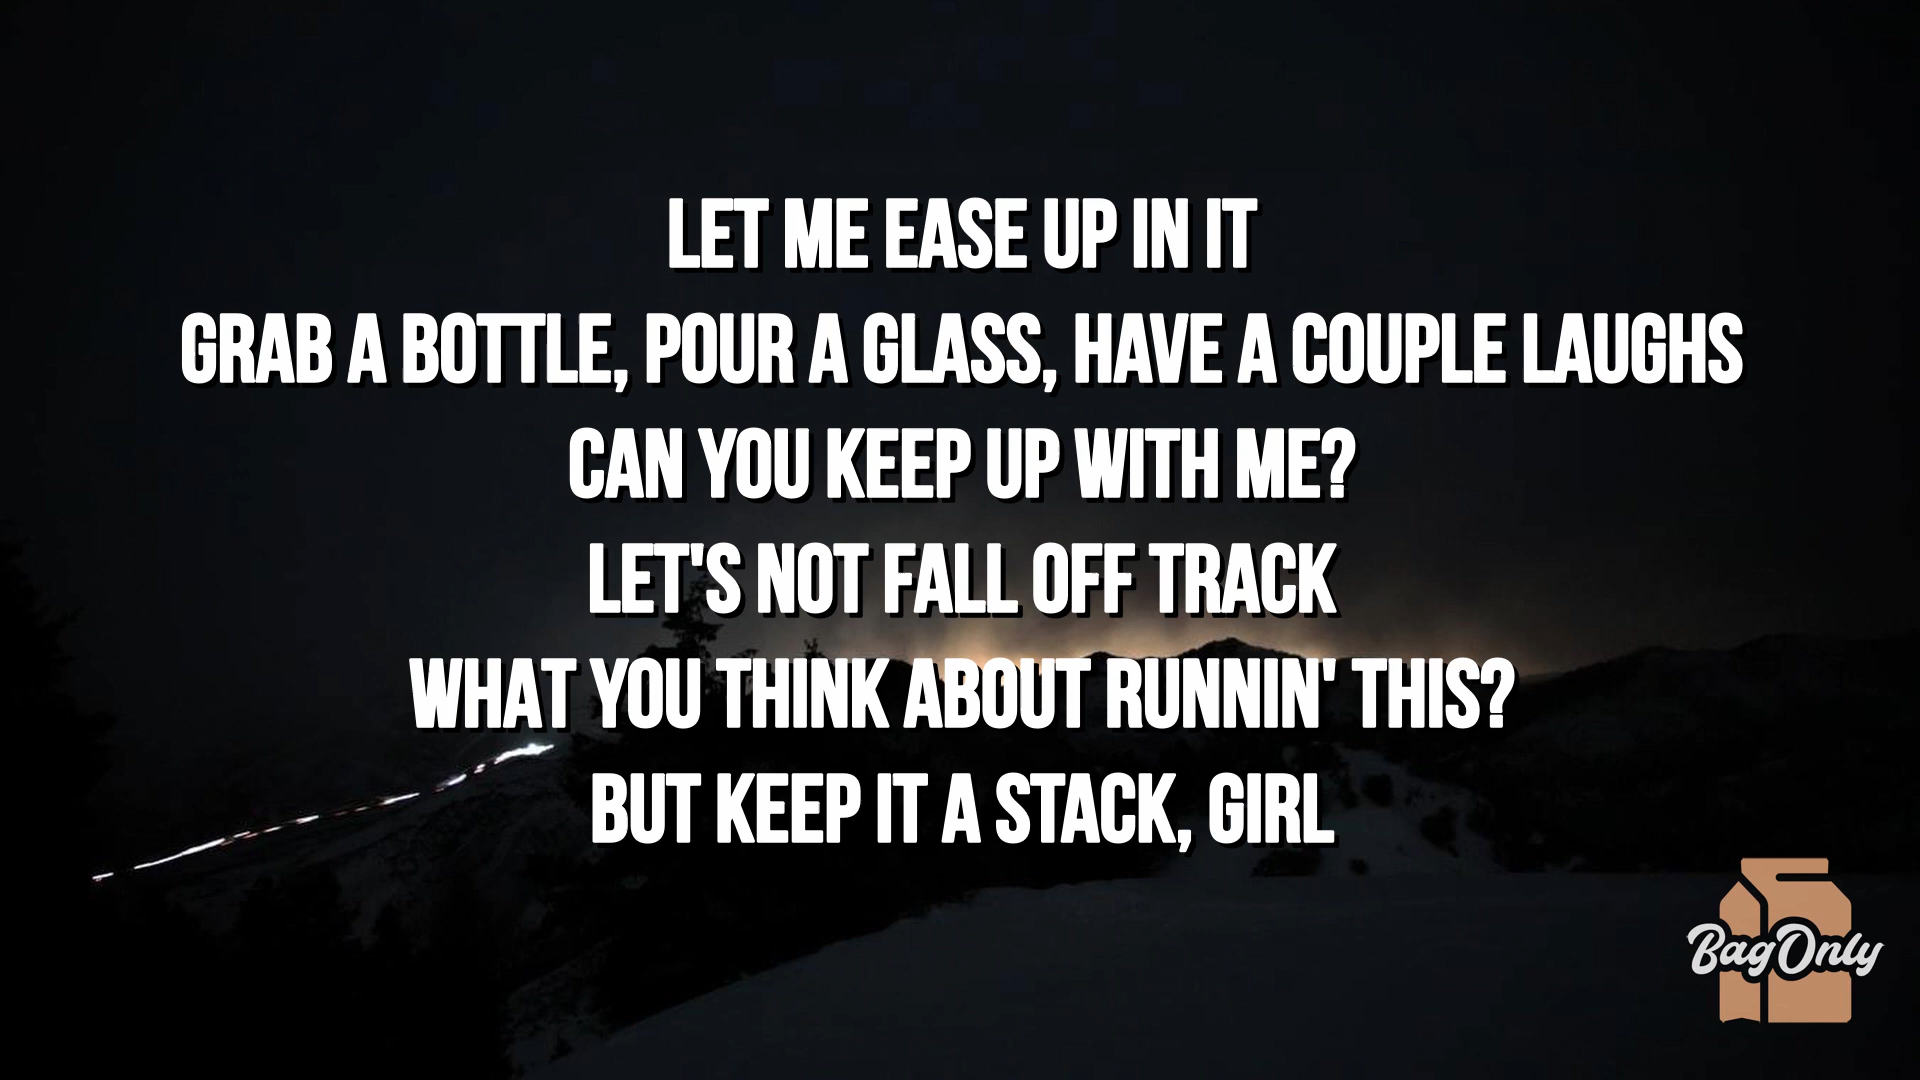 LET ME EASE UP IN IT
GRAB A BOTTLE, POUR A GLASS, HAVE A COUPLE LAUGHS
CAN YOU KEEP UP WITH ME?
LET'S NOT FALL OFF TRACK
WHAT YOU THINK ABOUT RUNNIN' THIS?
BUT KEEP IT A STACK, GIRL
BagOnly